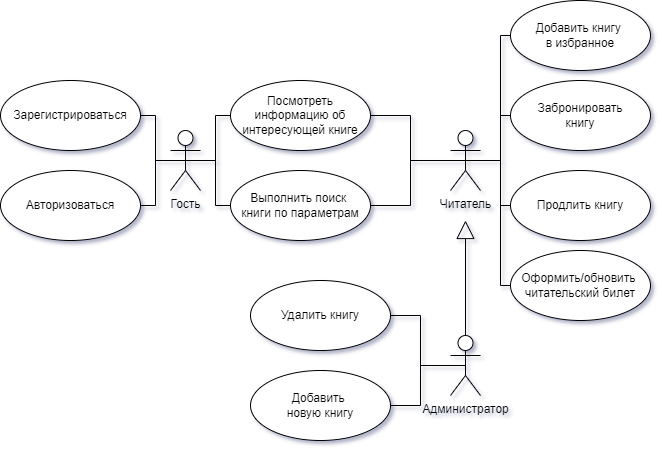 Добавить книгу
в избранное
Зарегистрироваться
Посмотреть
информацию об
интересующей книге
Забронировать
книгу
Авторизоваться
Гость
Выполнить поиск
книги по параметрам
Читатель
Продлить книгу
Оформить/обновить
читательский билет
Удалить книгу
Добавить
новую книгу
Администратор